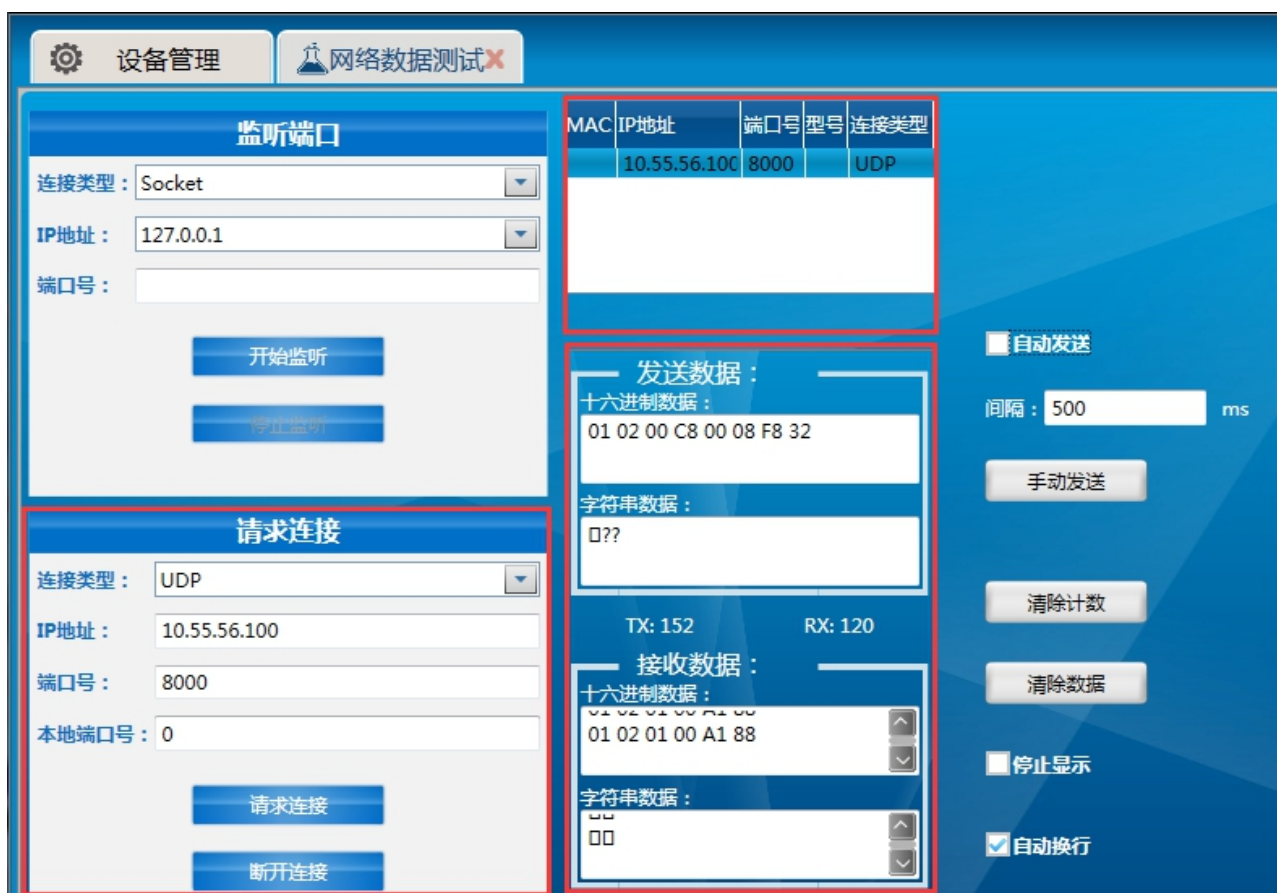 设备管理
网络数据测试
监听端口
连接类型：Socket
IP地址：127.0.0.1
端口号：
开始监听
停止监听
请求连接
连接类型：UDP
IP地址：10.55.56.100
端口号：8000
本地端口号：0
请求连接
断开连接
MAC IP地址 端口号 型号 连接类型
10.55.56.100 8000 UDP
发送数据：
十六进制数据：
01 02 00 C8 00 08 F8 32
字符串数据：
??
TX: 152 RX: 120
接收数据：
十六进制数据：
01 02 01 00 A1 88
01 02 01 00 A1 88
字符串数据：
自动发送
间隔：500 ms
手动发送
清除计数
清除数据
停止显示
自动换行